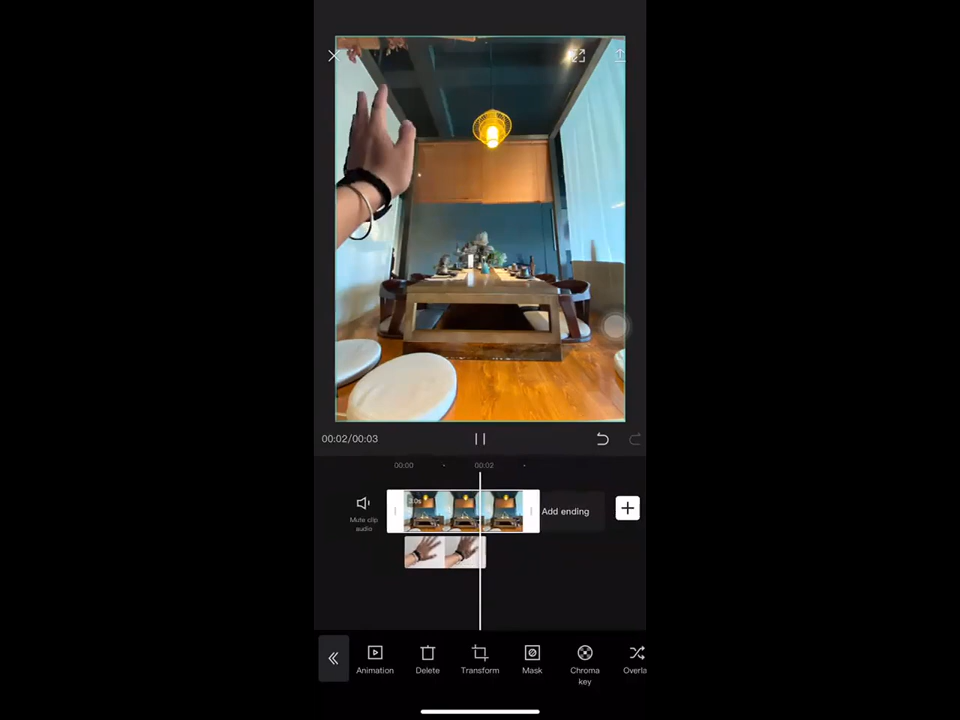 00:02/00:03
00:00
00:02
3.0s
Mute clip
audio
Add ending
Animation
Delete
Transform
Mask
Chroma
key
Overla